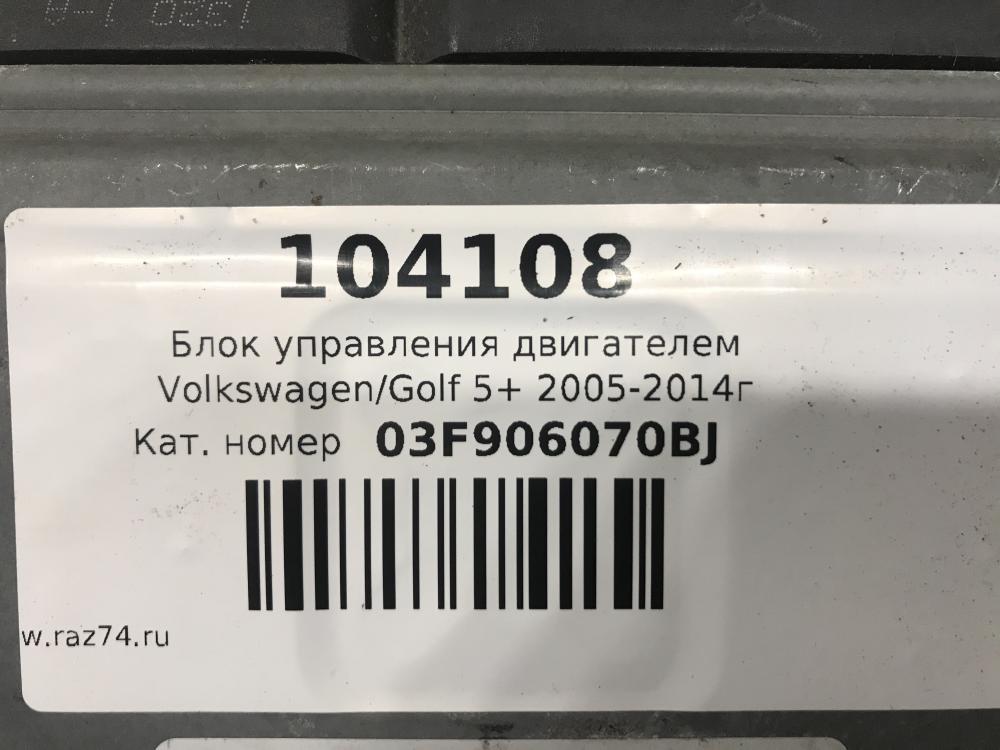 104108
Блок управления двигателем
Volkswagen/Golf 5+ 2005-2014г
Кат. номер 03F906070BJ
w.raz74.ru